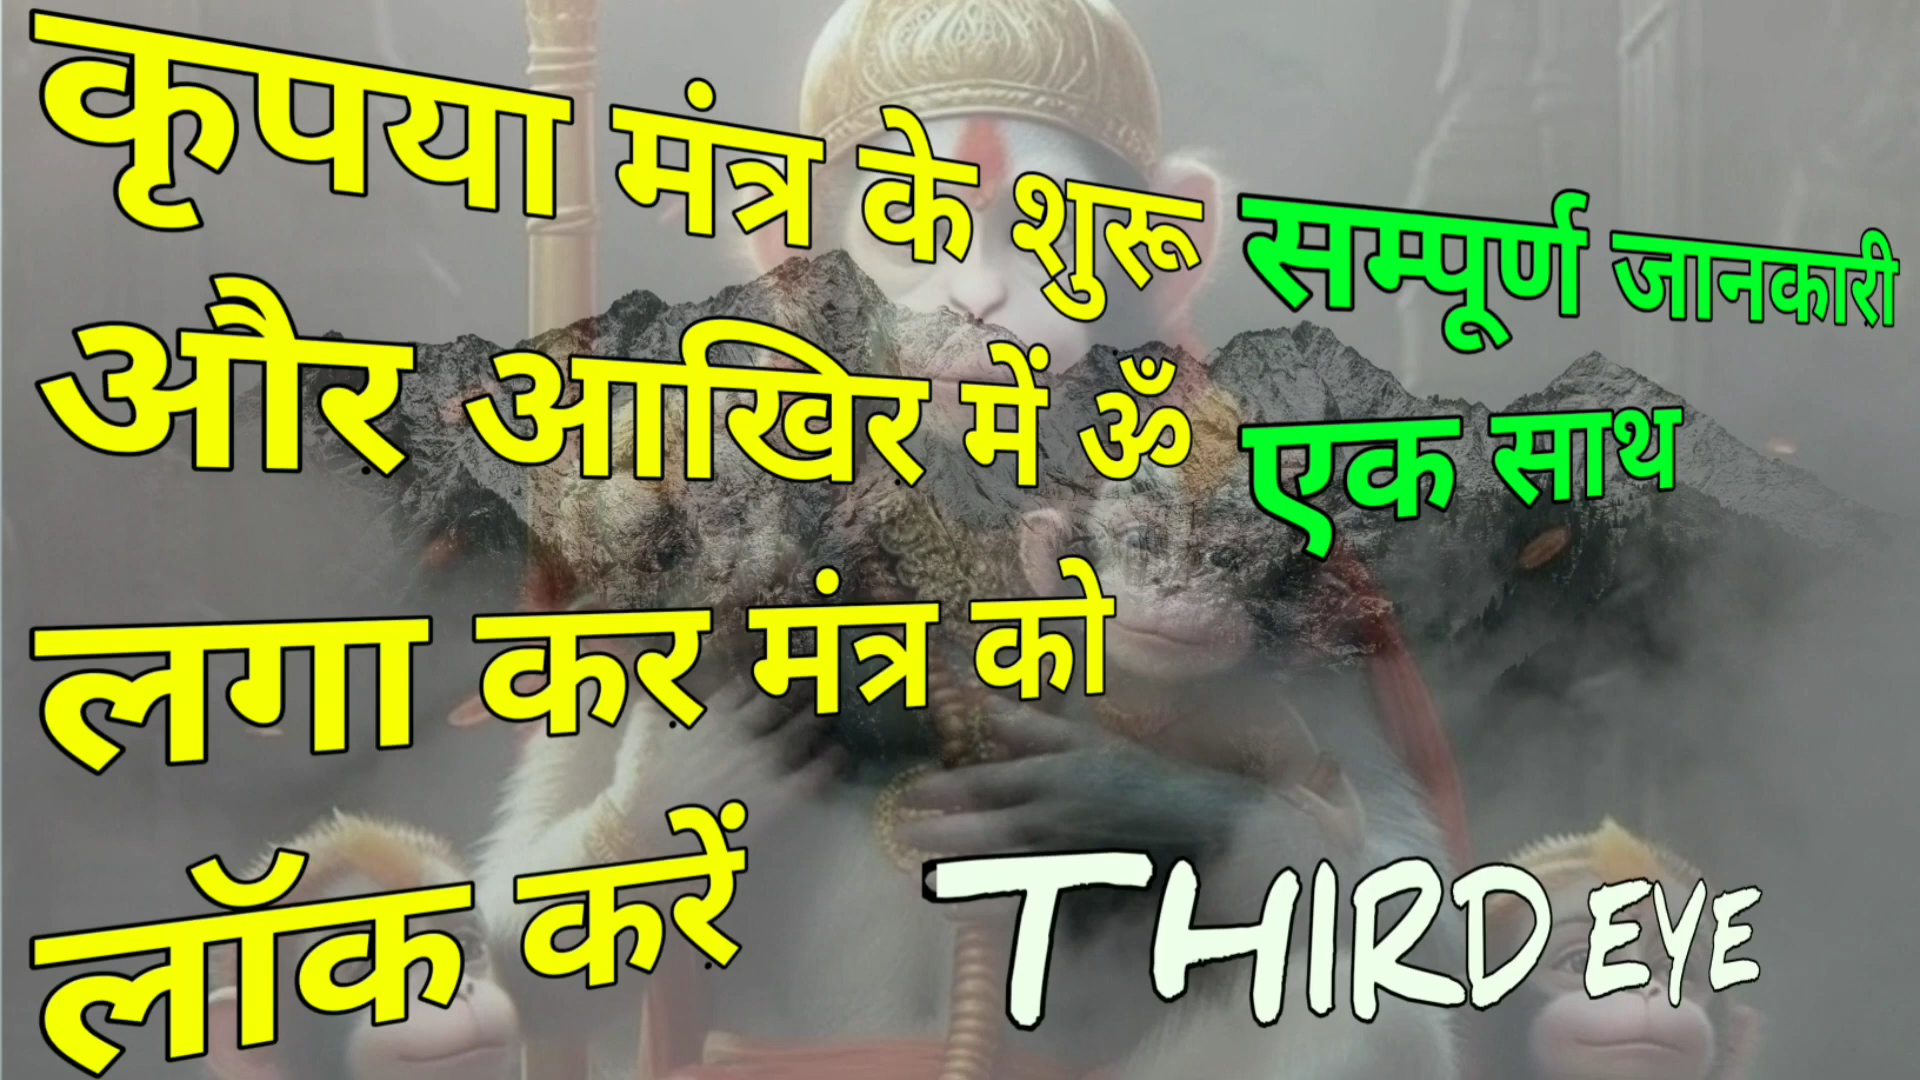 कृपया मंत्र के शुरू
और आखिर में ॐ
लगा कर मंत्र को
लॉक करें
सम्पूर्ण जानकारी
एक साथ
THIRD EYE